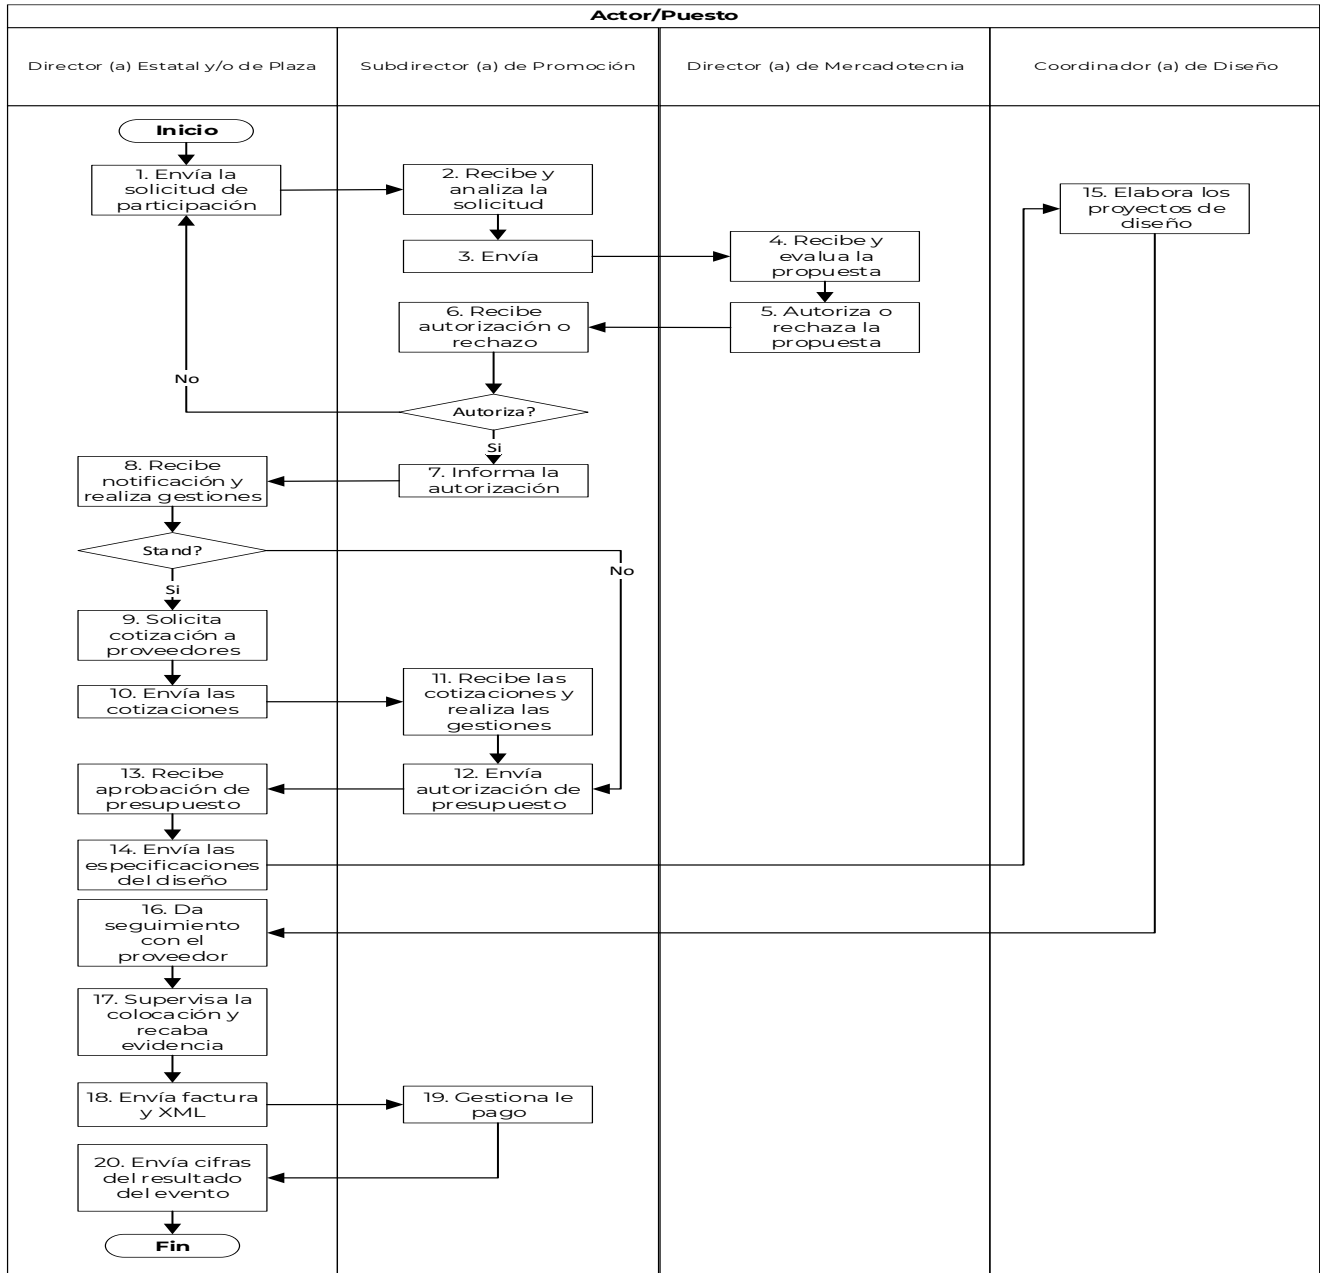 Actor/Puesto
Director (a) Estatal y/o de Plaza
Subdirector (a) de Promoción
Director (a) de Mercadotecnia
Coordinador (a) de Diseño
Inicio
1. Envía la
solicitud de
participación
2. Recibe y
analiza la
solicitud
3. Envía
4. Recibe y
evalua la
propuesta
5. Autoriza o
rechaza la
propuesta
6. Recibe
autorización o
rechazo
Autoriza?
No
Si
7. Informa la
autorización
8. Recibe
notificación y
realiza gestiones
Stand?
No
Si
9. Solicita
cotización a
proveedores
10. Envía las
cotizaciones
11. Recibe las
cotizaciones y
realiza las
gestiones
12. Envía
autorización de
presupuesto
13. Recibe
aprobación de
presupuesto
14. Envía las
especificaciones
del diseño
15. Elabora los
proyectos de
diseño
16. Da
seguimiento
con el
proveedor
17. Supervisa la
colocación y
recaba
evidencia
18. Envía factura
y XML
19. Gestiona le
pago
20. Envía cifras
del resultado
del evento
Fin